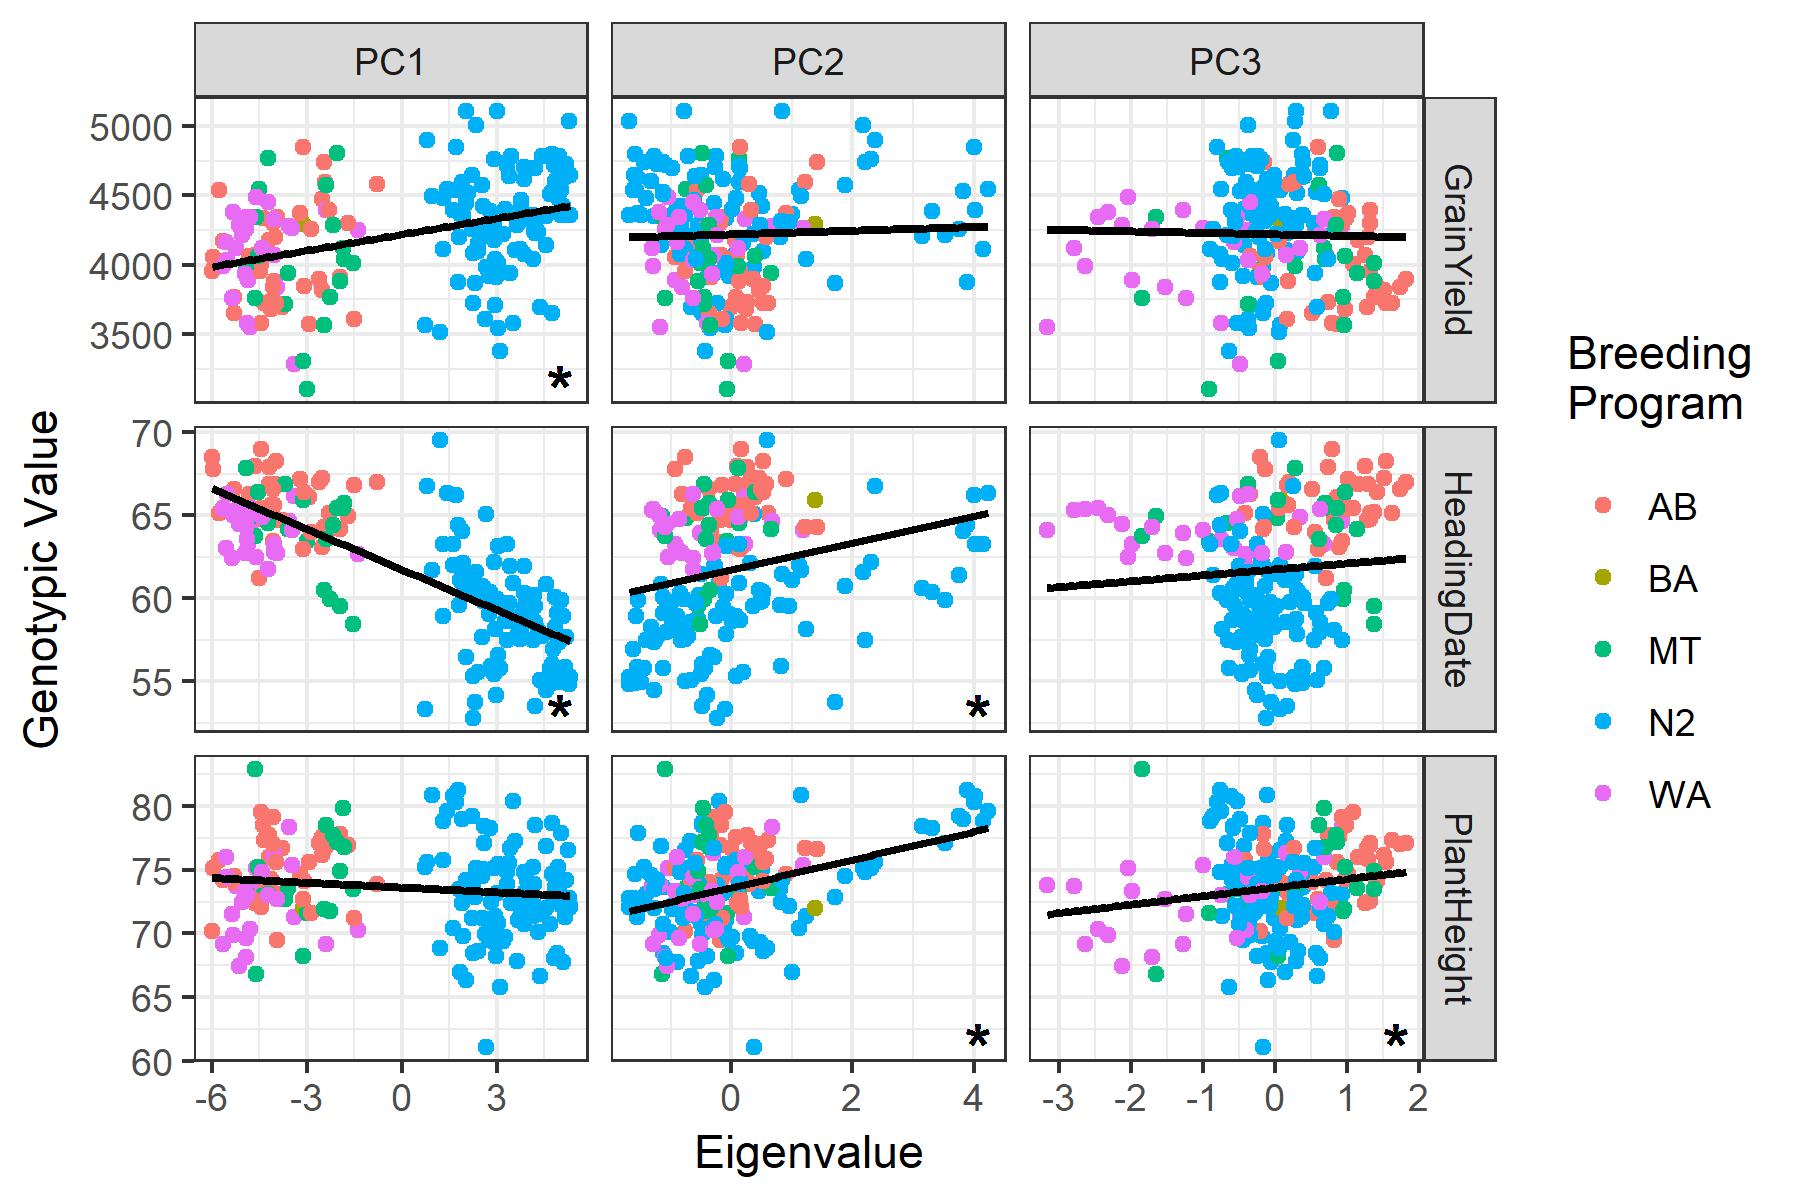 PC1 PC2 PC3
5000
4500
4000
3500
GrainYield
70
65
60
55
HeadingDate
80
75
70
65
60
PlantHeight
*
*
*
*
*
-6 -3 0 3
0 2 4
-3 -2 -1 0 1 2
Genotypic Value
Eigenvalue
Breeding
Program
AB
BA
MT
N2
WA